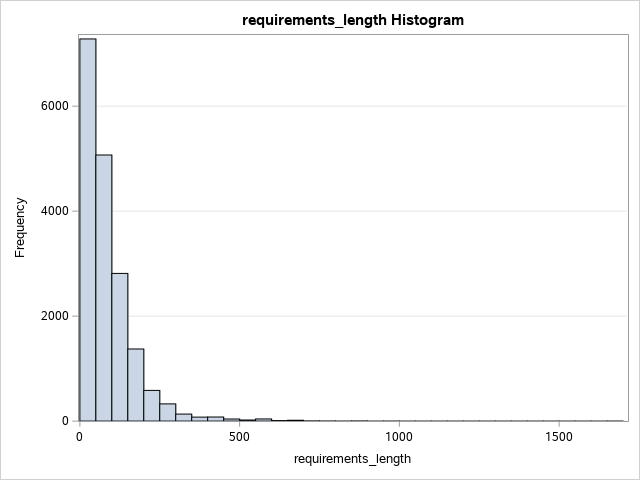 requirements_length Histogram
Frequency
6000
4000
2000
0
0 500 1000 1500
requirements_length